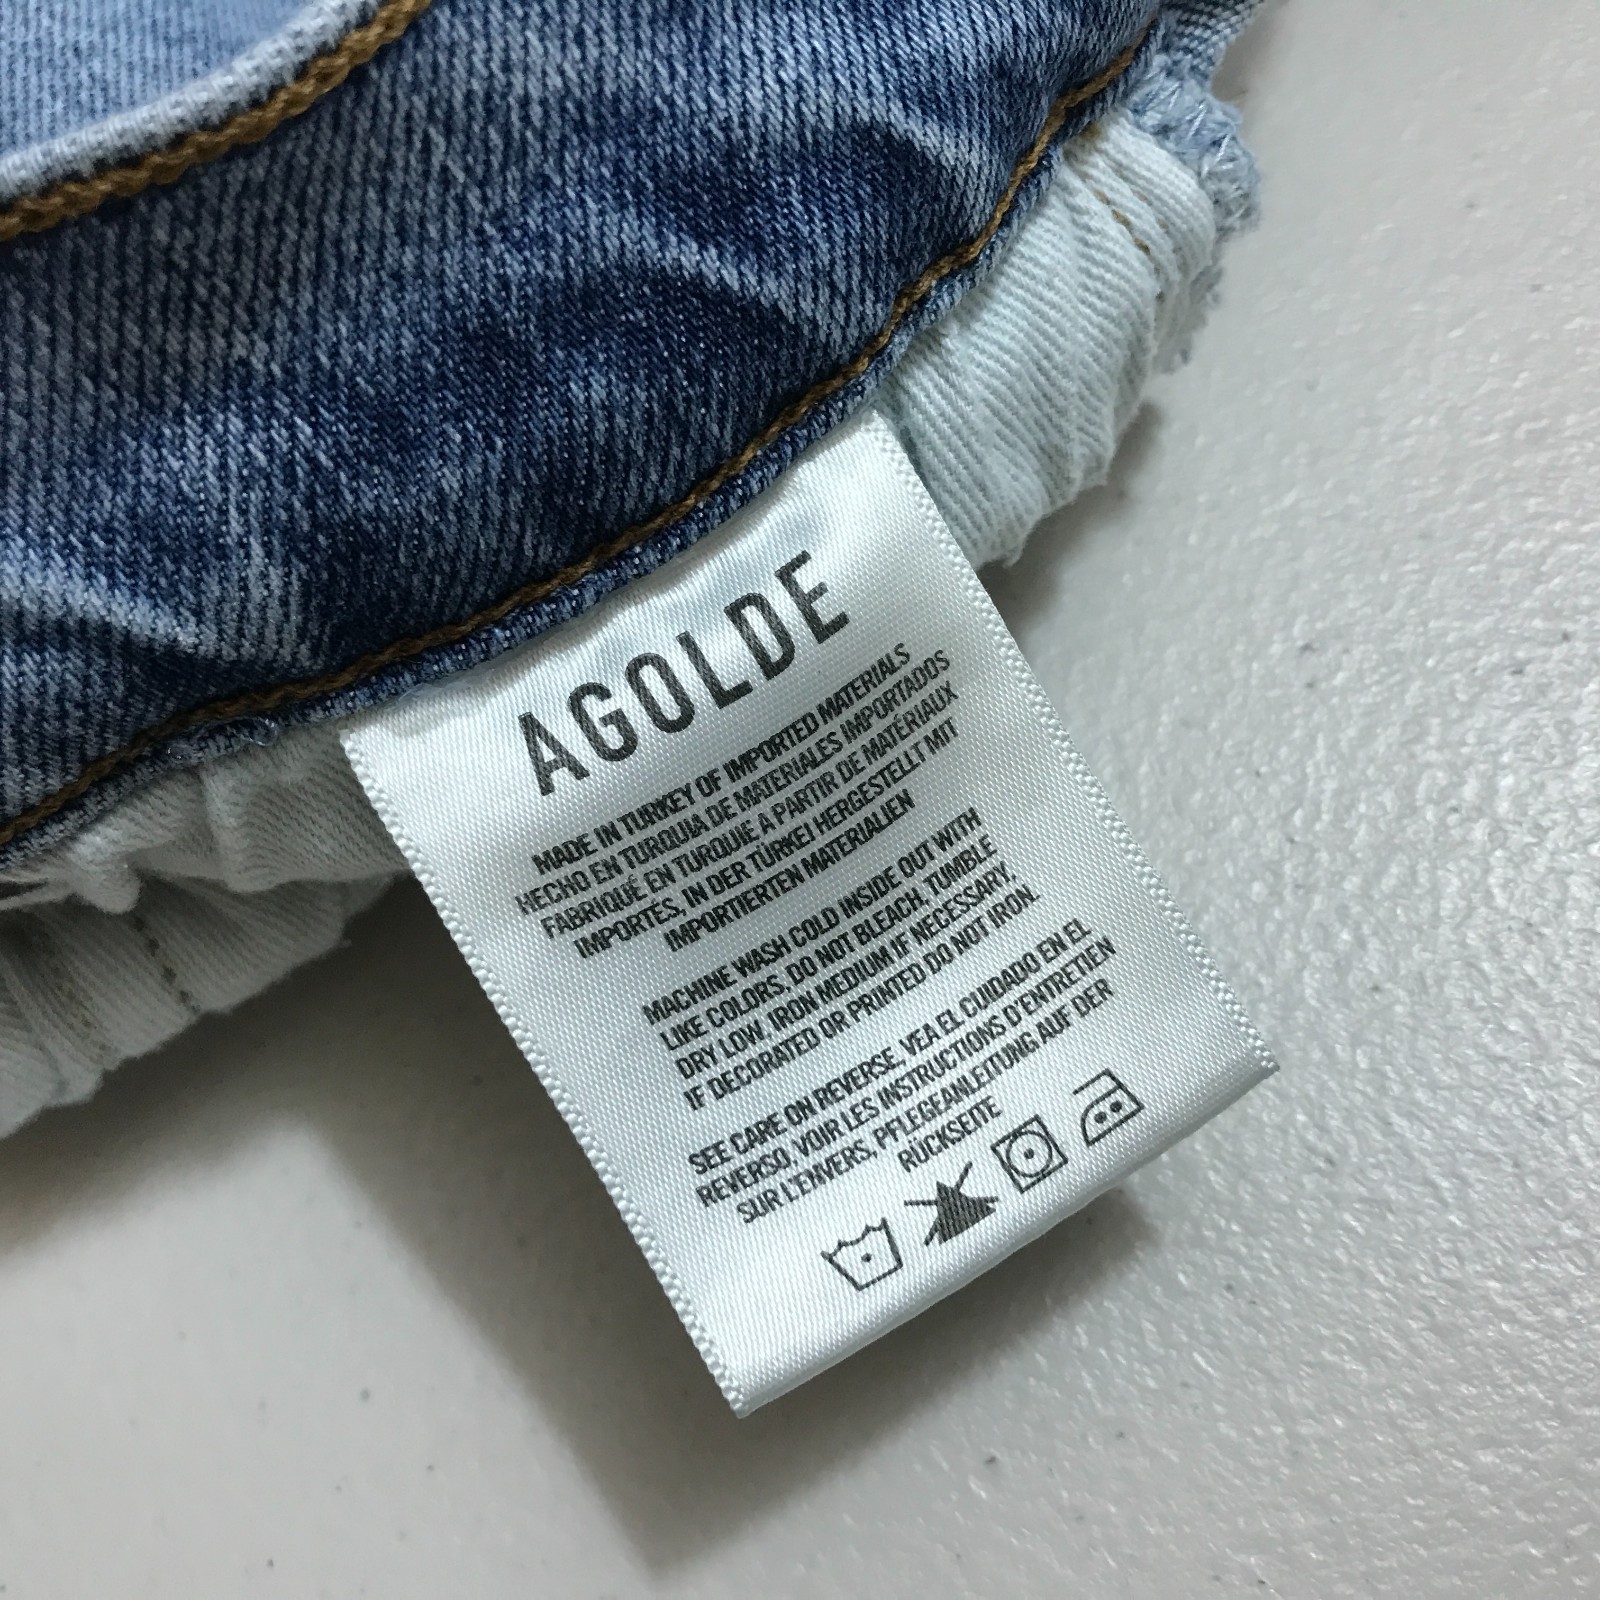 AGOLDE
MADE IN TURKEY OF IMPORTED MATERIALS
HECHO EN TURQUIA DE MATERIALES IMPORTADOS
FABRIQUÉ EN TURQUIE A PARTIR DE MATÉRIAUX
IMPORTES, IN DER TÜRKEI HERGESTELLT MIT
IMPORTIERTEN MATERIALIEN
MACHINE WASH COLD INSIDE OUT WITH
LIKE COLORS, DO NOT BLEACH, TUMBLE
DRY LOW, IRON MEDIUM IF NECESSARY,
IF DECORATED OR PRINTED DO NOT IRON.
SEE CARE ON REVERSE, VEA EL CUIDADO EN EL
REVERSO, VOIR LES INSTRUCTIONS D'ENTRETIEN
SUR L'ENVERS, PFLEGEANLEITUNG AUF DER
RÜCKSEITE